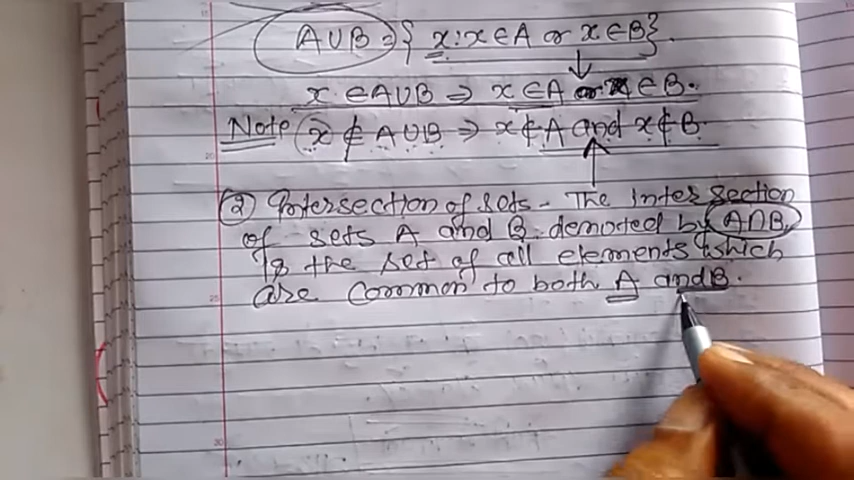 A∪B = { x : x∈A or x∈B}.
x ∈ A∪B ⇒ x ∈ A or x ∈ B.
Note x ∉ A∪B ⇒ x ∉ A and x ∉ B.
(2) Intersection of sets - The intersection
of sets A and B denoted by A∩B,
is the set of all elements which
are common to both A and B.